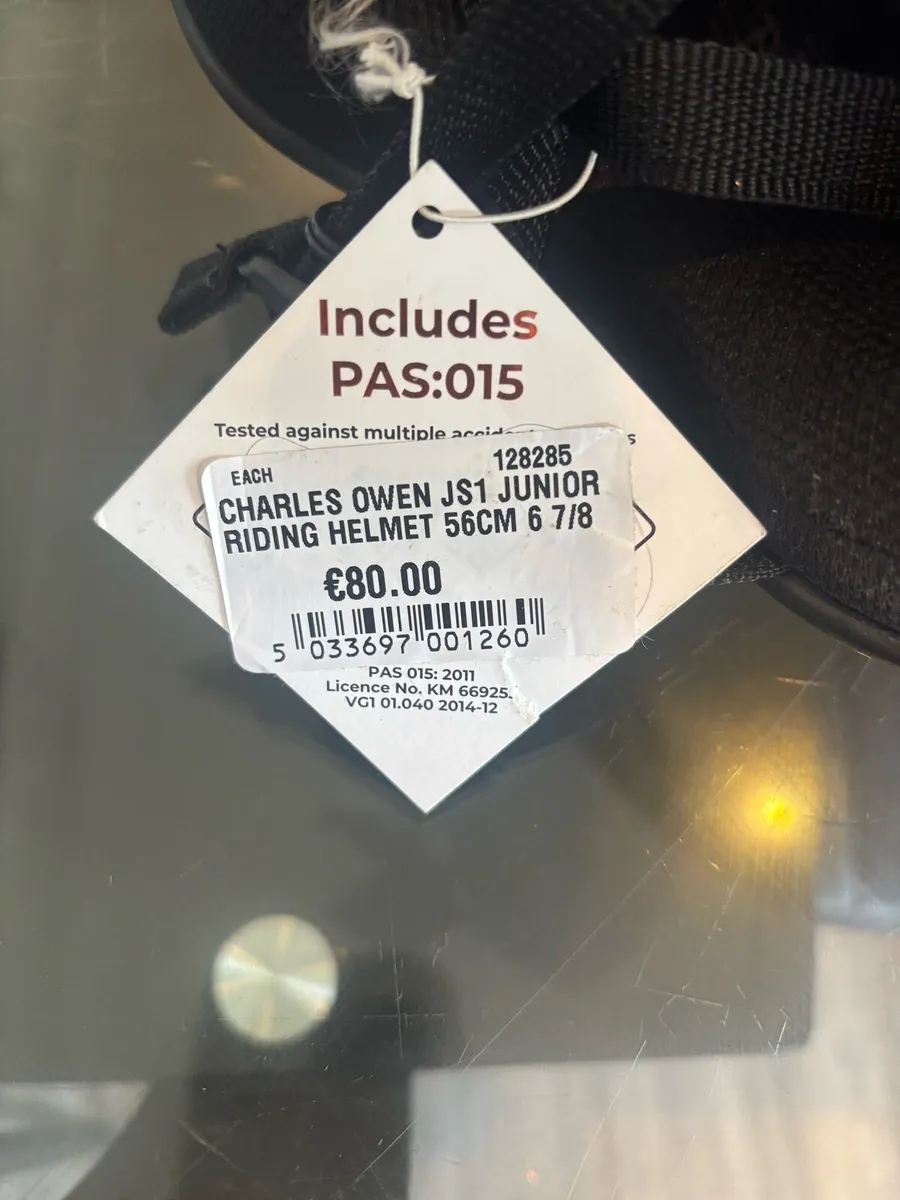 Includes
PAS:015
Tested against multiple
EACH 128285
CHARLES OWEN JS1 JUNIOR
RIDING HELMET 56CM 6 7/8
€80.00
5 033697 001260
PAS 015: 2011
Licence No. KM 66925
VG1 01.040 2014-12